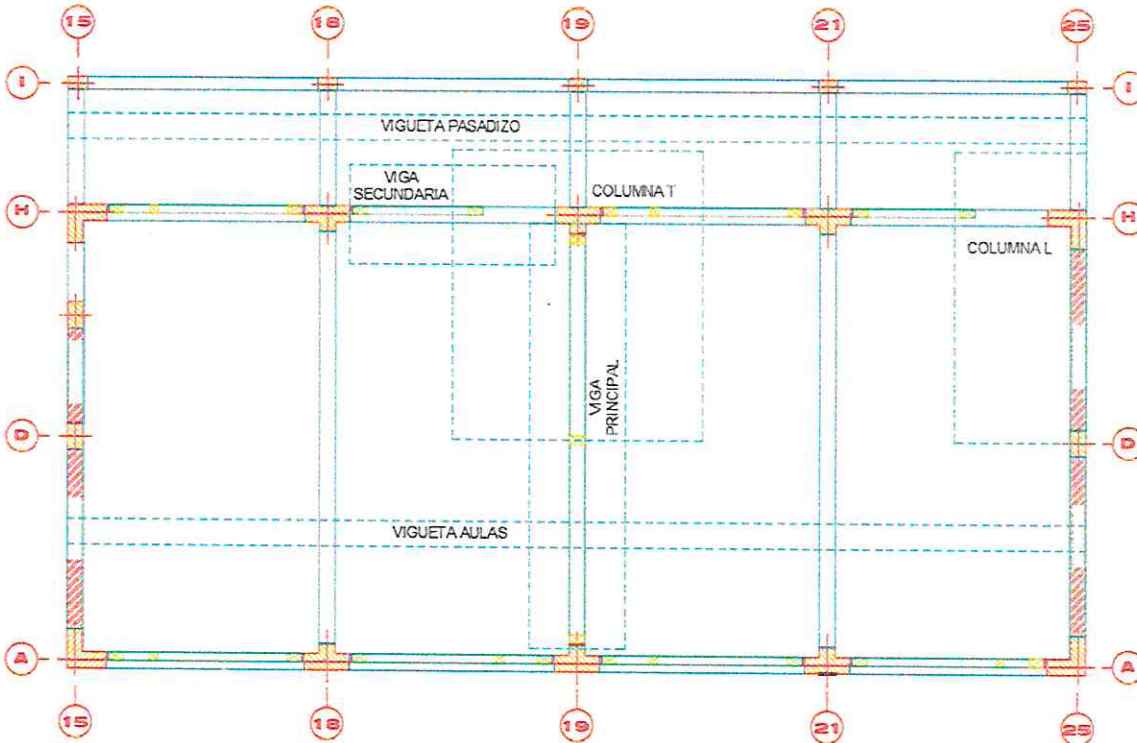 15 18 19 21 25
I I
VIGUETA PASADIZO
VIGA
SECUNDARIA
COLUMNA T
H H
COLUMNA L
VIGA
PRINCIPAL
D D
VIGUETA AULAS
A A
15 18 19 21 25